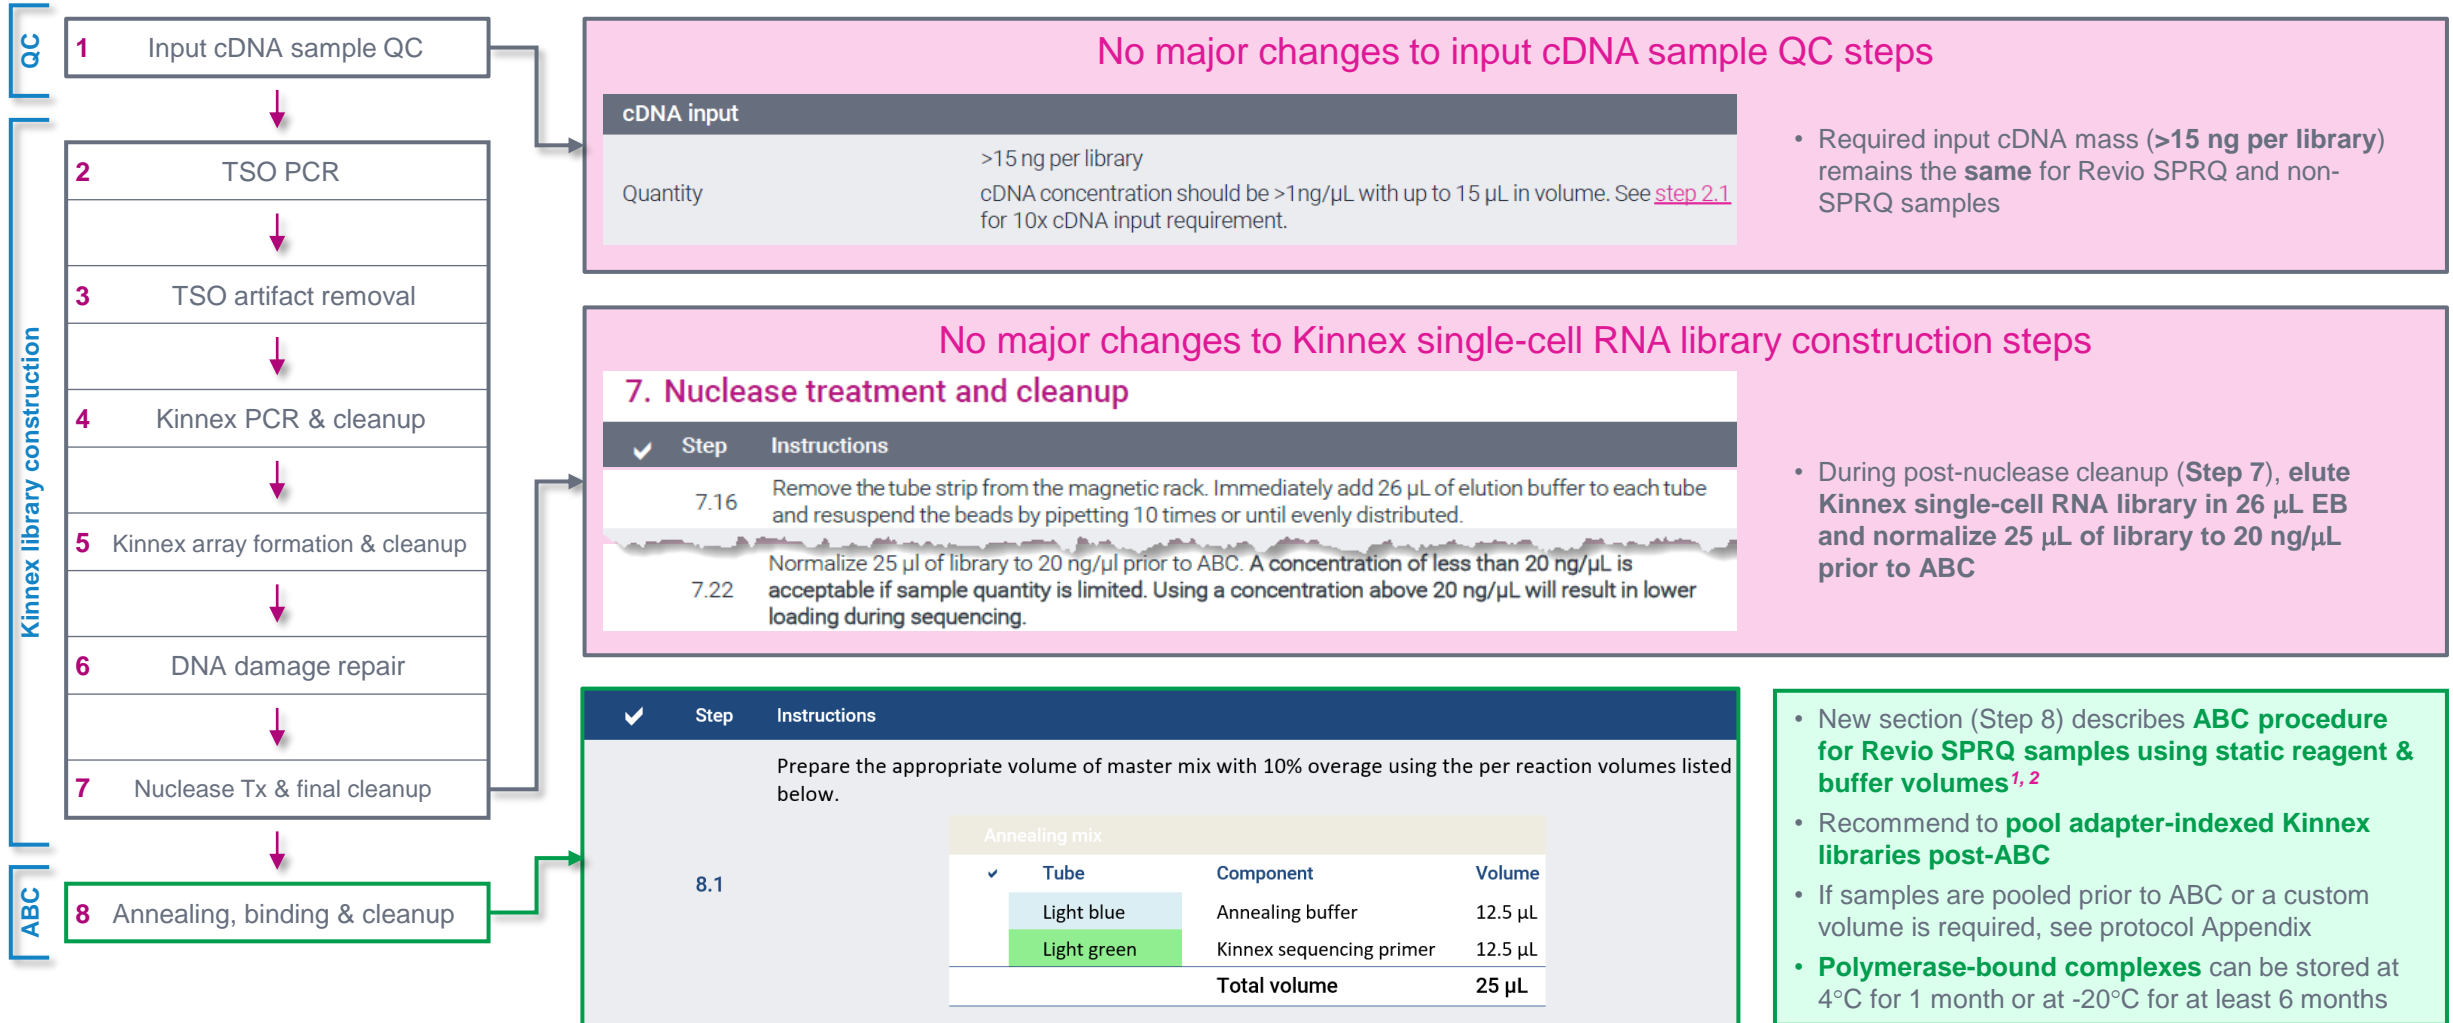 QC
1 Input cDNA sample QC
Kinnex library construction
2 TSO PCR
3 TSO artifact removal
4 Kinnex PCR & cleanup
5 Kinnex array formation & cleanup
6 DNA damage repair
7 Nuclease Tx & final cleanup
ABC
8 Annealing, binding & cleanup
No major changes to input cDNA sample QC steps
cDNA input
Quantity
>15 ng per library
cDNA concentration should be >1ng/µL with up to 15 µL in volume. See step 2.1
for 10x cDNA input requirement.
• Required input cDNA mass (>15 ng per library)
remains the same for Revio SPRQ and non-
SPRQ samples
No major changes to Kinnex single-cell RNA library construction steps
7. Nuclease treatment and cleanup
✔ Step Instructions
7.16
Remove the tube strip from the magnetic rack. Immediately add 26 µL of elution buffer to each tube
and resuspend the beads by pipetting 10 times or until evenly distributed.
7.22
Normalize 25 µl of library to 20 ng/µl prior to ABC. A concentration of less than 20 ng/µL is
acceptable if sample quantity is limited. Using a concentration above 20 ng/µL will result in lower
loading during sequencing.
• During post-nuclease cleanup (Step 7), elute
Kinnex single-cell RNA library in 26 µL EB
and normalize 25 µL of library to 20 ng/µL
prior to ABC
✔ Step Instructions
8.1
Prepare the appropriate volume of master mix with 10% overage using the per reaction volumes listed
below.
Annealing mix
✔ Tube Component Volume
Light blue Annealing buffer 12.5 µL
Light green Kinnex sequencing primer 12.5 µL
Total volume 25 µL
• New section (Step 8) describes ABC procedure
for Revio SPRQ samples using static reagent &
buffer volumes1, 2
• Recommend to pool adapter-indexed Kinnex
libraries post-ABC
• If samples are pooled prior to ABC or a custom
volume is required, see protocol Appendix
• Polymerase-bound complexes can be stored at
4°C for 1 month or at -20°C for at least 6 months